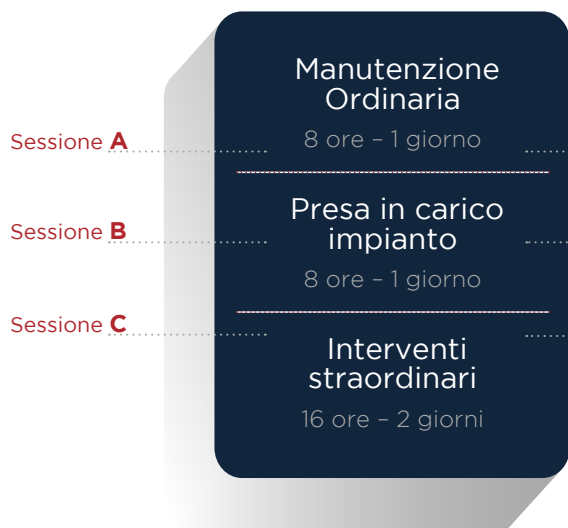 Manutenzione
Ordinaria
Sessione A
8 ore – 1 giorno
Presa in carico
impianto
Sessione B
8 ore – 1 giorno
Sessione C
Interventi
straordinari
16 ore – 2 giorni